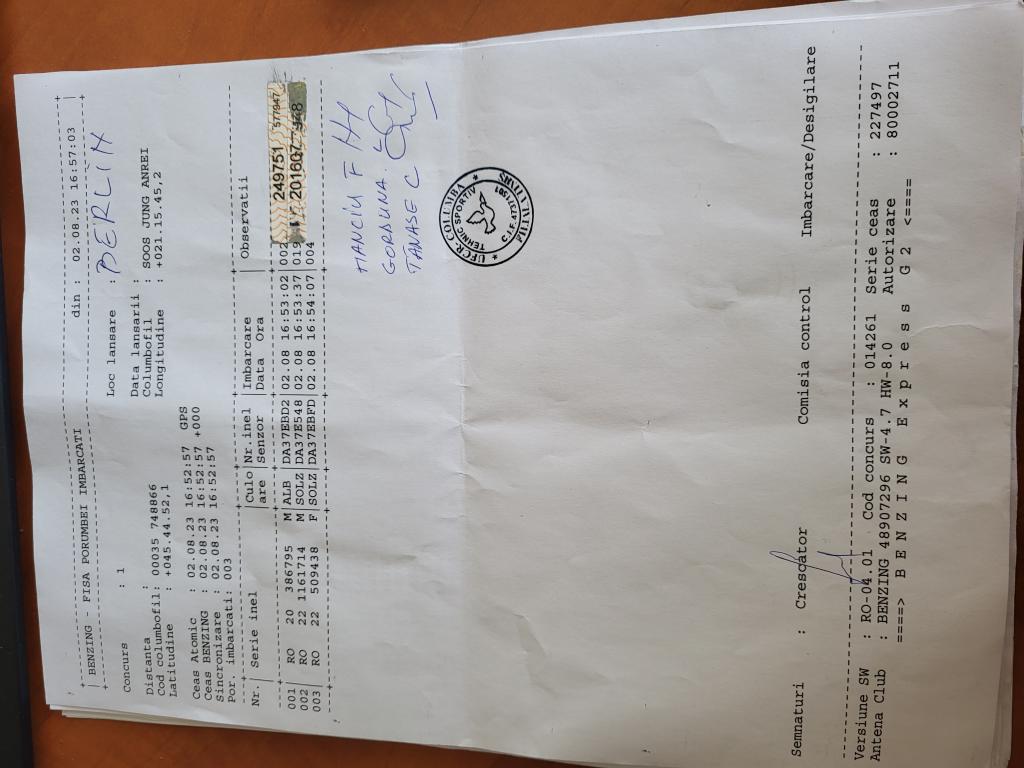 | BENZING - FISA PORUMBEI IMBARCATI din : 02.08.23 16:57:03 |
Concurs : 1 Loc lansare : BERLIN
Data lansarii :
Distanta :
Cod columbofil: 00035 748866 Columbofil : SOOS JUNG ANREI
Latitudine : +045.44.52,1 Longitudine : +021.15.45,2
Ceas Atomic : 02.08.23 16:52:57 GPS
Ceas BENZING : 02.08.23 16:52:57 +000
Sincronizare : 02.08.23 16:52:57
Por. imbarcati: 003
Nr.| Serie inel |Culo|Nr.inel |Imbarcare | Observatii
|are |Senzor |Data Ora |
001| RO 20 386795 M|ALB |DA37EBD2|02.08 16:53:02|002
002| RO 22 1161714 M|SOLZ|DA37E548|02.08 16:53:37|019
003| RO 22 509438 F|SOLZ|DA37EBFD|02.08 16:54:07|004
249751 577947
201607
MANCIU F
GORDUNA.
TANASE C
* UFCR. COLUMBA *
TEHNIC SPORTIV
FILIALA TIMIS
Semnaturi : Crescator Comisia control Imbarcare/Desigilare
Versiune SW : RO-04.01 Cod concurs : 014261 Serie ceas : 227497
Antena Club : BENZING 48907296 SW-4.7 HW-8.0 Autorizare : 80002711
====> B E N Z I N G E x p r e s s G 2 <====